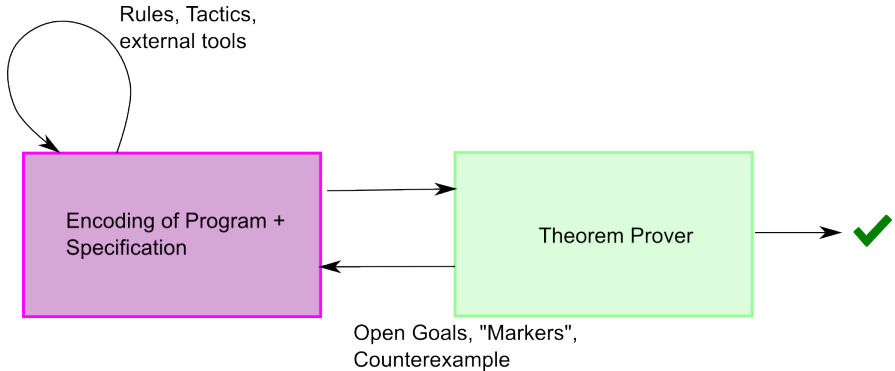 Rules, Tactics,
external tools
Encoding of Program +
Specification
Theorem Prover
Open Goals, "Markers",
Counterexample